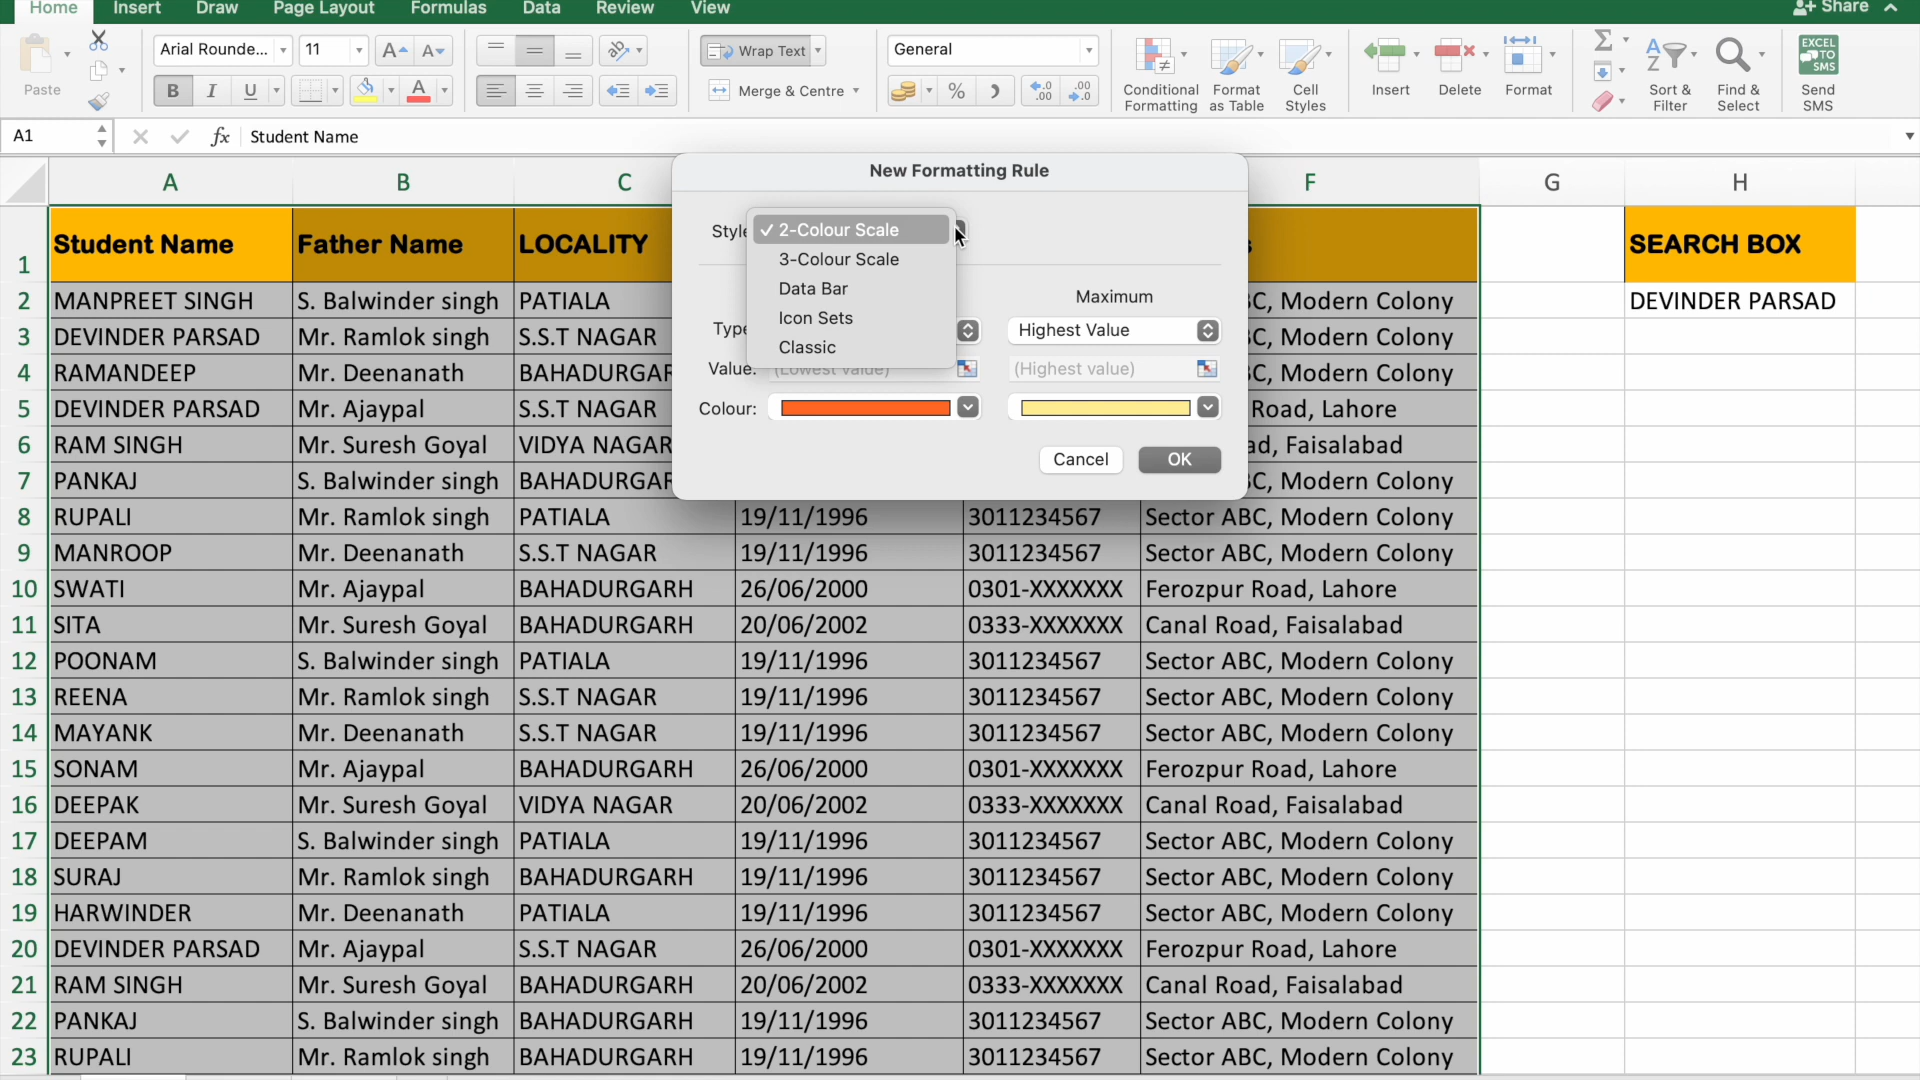 Home Insert Draw Page Layout Formulas Data Review View Share
Arial Rounde... 11 Wrap Text General
Paste B I U Merge & Centre % Conditional Formatting Format as Table Cell Styles Insert Delete Format Sort & Filter Find & Select EXCEL TO SMS Send SMS
A1 fx Student Name
New Formatting Rule
A B C F G H
Style
2-Colour Scale
3-Colour Scale
Data Bar
Icon Sets
Classic
Maximum
Type Highest Value
Value: (Lowest value) (Highest value)
Colour:
Cancel OK
1 Student Name Father Name LOCALITY s SEARCH BOX
2 MANPREET SINGH S. Balwinder singh PATIALA BC, Modern Colony DEVINDER PARSAD
3 DEVINDER PARSAD Mr. Ramlok singh S.S.T NAGAR BC, Modern Colony
4 RAMANDEEP Mr. Deenanath BAHADURGAR BC, Modern Colony
5 DEVINDER PARSAD Mr. Ajaypal S.S.T NAGAR Road, Lahore
6 RAM SINGH Mr. Suresh Goyal VIDYA NAGAR ad, Faisalabad
7 PANKAJ S. Balwinder singh BAHADURGAR BC, Modern Colony
8 RUPALI Mr. Ramlok singh PATIALA 19/11/1996 3011234567 Sector ABC, Modern Colony
9 MANROOP Mr. Deenanath S.S.T NAGAR 19/11/1996 3011234567 Sector ABC, Modern Colony
10 SWATI Mr. Ajaypal BAHADURGARH 26/06/2000 0301-XXXXXXX Ferozpur Road, Lahore
11 SITA Mr. Suresh Goyal BAHADURGARH 20/06/2002 0333-XXXXXXX Canal Road, Faisalabad
12 POONAM S. Balwinder singh PATIALA 19/11/1996 3011234567 Sector ABC, Modern Colony
13 REENA Mr. Ramlok singh S.S.T NAGAR 19/11/1996 3011234567 Sector ABC, Modern Colony
14 MAYANK Mr. Deenanath S.S.T NAGAR 19/11/1996 3011234567 Sector ABC, Modern Colony
15 SONAM Mr. Ajaypal BAHADURGARH 26/06/2000 0301-XXXXXXX Ferozpur Road, Lahore
16 DEEPAK Mr. Suresh Goyal VIDYA NAGAR 20/06/2002 0333-XXXXXXX Canal Road, Faisalabad
17 DEEPAM S. Balwinder singh PATIALA 19/11/1996 3011234567 Sector ABC, Modern Colony
18 SURAJ Mr. Ramlok singh BAHADURGARH 19/11/1996 3011234567 Sector ABC, Modern Colony
19 HARWINDER Mr. Deenanath PATIALA 19/11/1996 3011234567 Sector ABC, Modern Colony
20 DEVINDER PARSAD Mr. Ajaypal S.S.T NAGAR 26/06/2000 0301-XXXXXXX Ferozpur Road, Lahore
21 RAM SINGH Mr. Suresh Goyal BAHADURGARH 20/06/2002 0333-XXXXXXX Canal Road, Faisalabad
22 PANKAJ S. Balwinder singh BAHADURGARH 19/11/1996 3011234567 Sector ABC, Modern Colony
23 RUPALI Mr. Ramlok singh BAHADURGARH 19/11/1996 3011234567 Sector ABC, Modern Colony